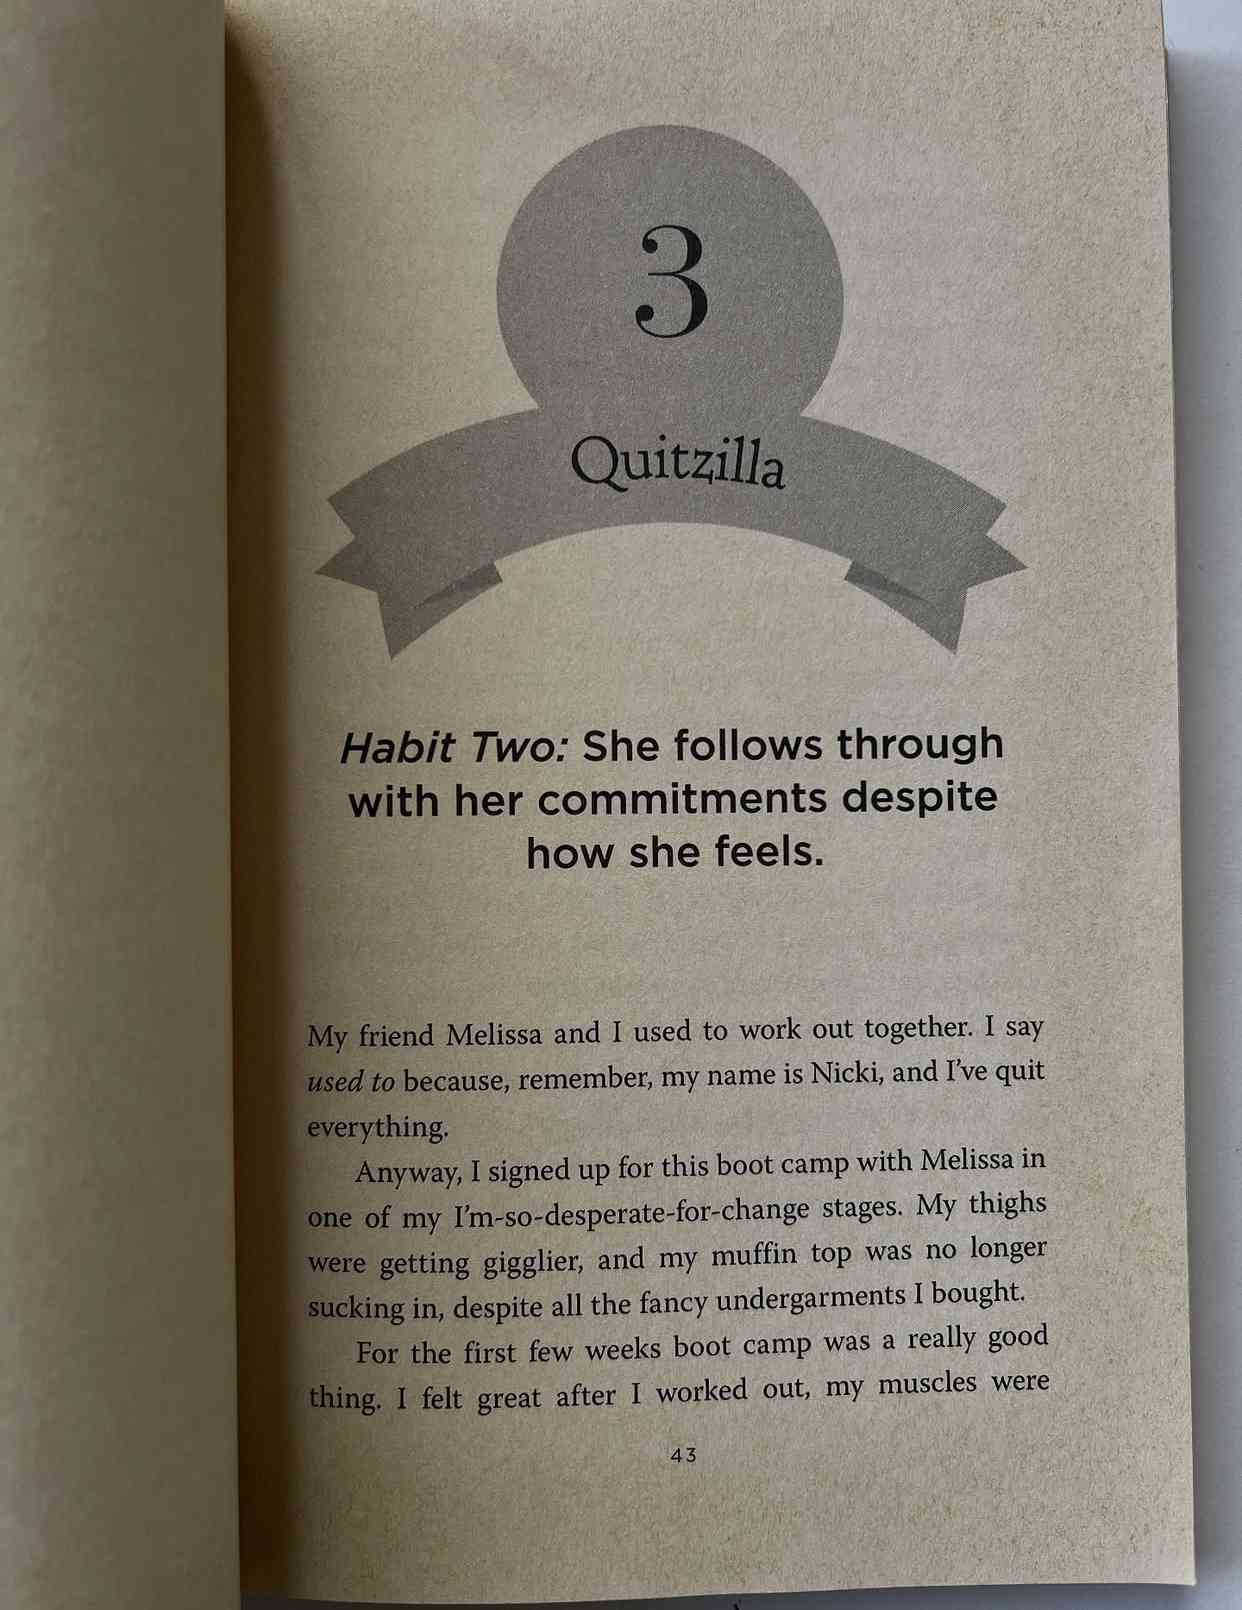 3
Quitzilla
Habit Two: She follows through
with her commitments despite
how she feels.
My friend Melissa and I used to work out together. I say
used to because, remember, my name is Nicki, and I've quit
everything.
Anyway, I signed up for this boot camp with Melissa in
one of my I'm-so-desperate-for-change stages. My thighs
were getting gigglier, and my muffin top was no longer
sucking in, despite all the fancy undergarments I bought.
For the first few weeks boot camp was a really good
thing. I felt great after I worked out, my muscles were
43